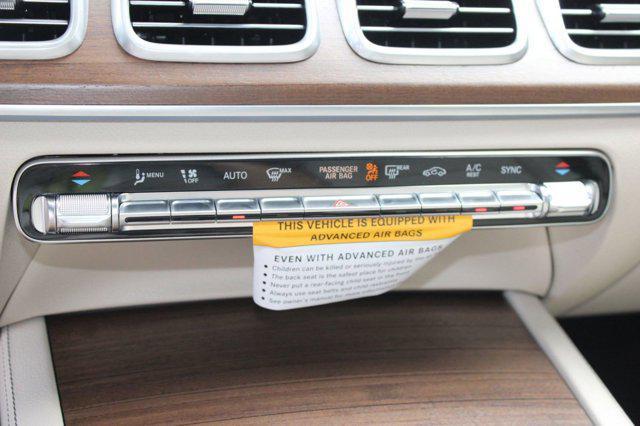 MENU OFF AUTO MAX PASSENGER AIR BAG OFF REAR A/C REST SYNC
THIS VEHICLE IS EQUIPPED WITH
ADVANCED AIR BAGS
EVEN WITH ADVANCED AIR BAGS
• Children can be killed or seriously injured by the
• The back seat is the safest place for children
• Never put a rear-facing child seat in the front
• Always use seat belts and child restraints
• See owner's manual for more information